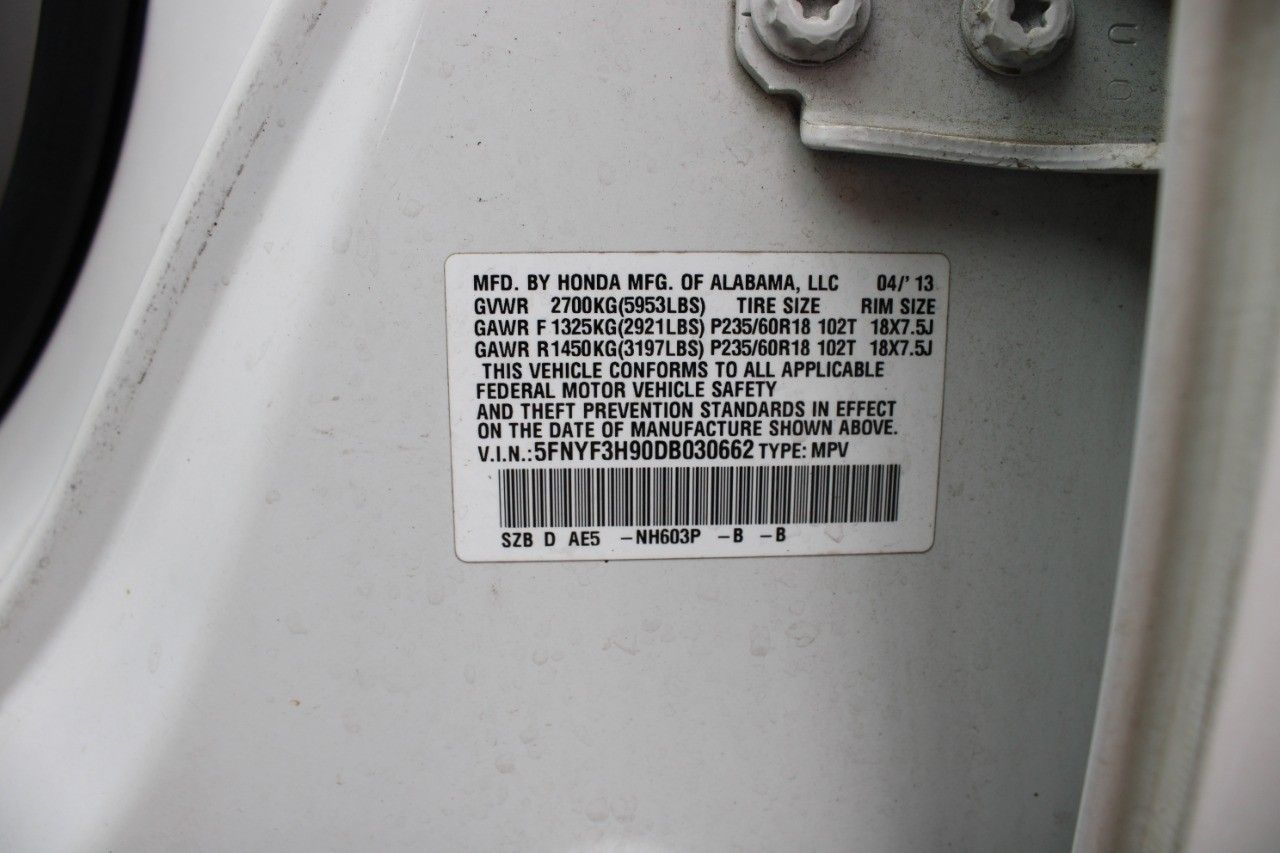 MFD. BY HONDA MFG. OF ALABAMA, LLC 04/' 13
GVWR 2700KG(5953LBS) TIRE SIZE RIM SIZE
GAWR F 1325KG(2921LBS) P235/60R18 102T 18X7.5J
GAWR R1450KG(3197LBS) P235/60R18 102T 18X7.5J
THIS VEHICLE CONFORMS TO ALL APPLICABLE
FEDERAL MOTOR VEHICLE SAFETY
AND THEFT PREVENTION STANDARDS IN EFFECT
ON THE DATE OF MANUFACTURE SHOWN ABOVE.
V.I.N.:5FNYF3H90DB030662 TYPE: MPV
SZB D AE5 -NH603P -B -B